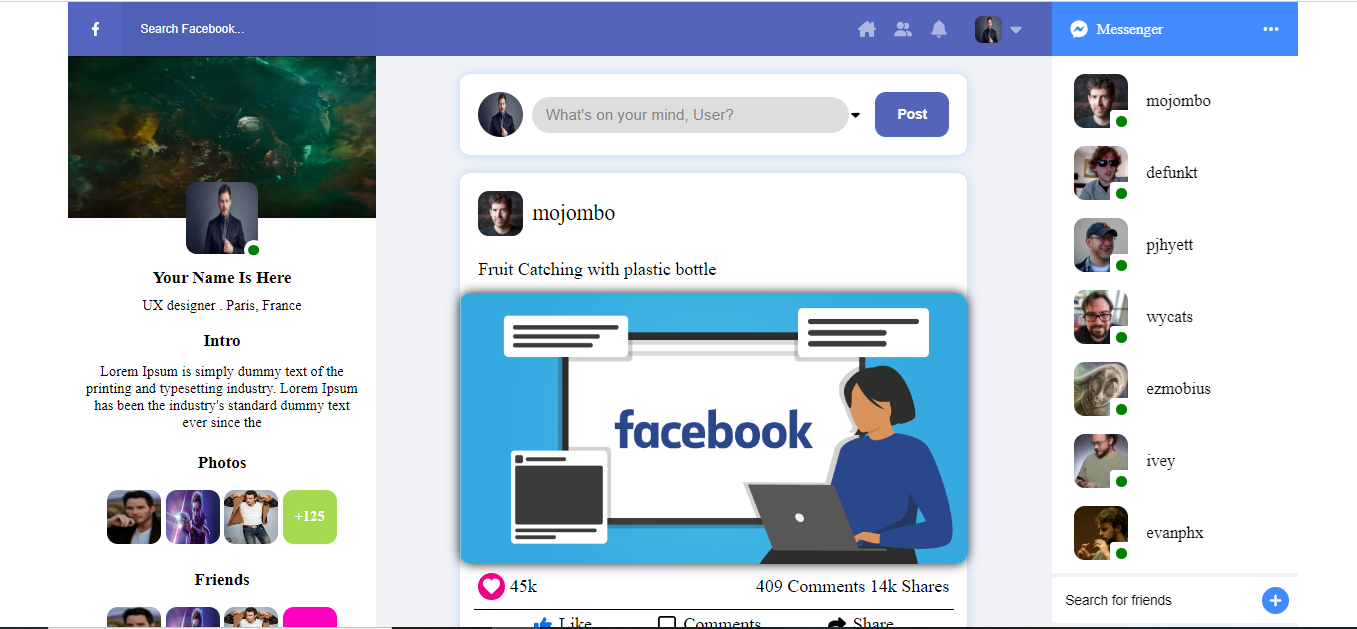 f
Search Facebook...
Messenger
...
Your Name Is Here
UX designer . Paris, France
Intro
Lorem Ipsum is simply dummy text of the
printing and typesetting industry. Lorem Ipsum
has been the industry's standard dummy text
ever since the
Photos
+125
Friends
What's on your mind, User?
Post
mojombo
Fruit Catching with plastic bottle
facebook
45k
409 Comments 14k Shares
Like
Comments
Share
mojombo
defunkt
pjhyett
wycats
ezmobius
ivey
evanphx
Search for friends
+